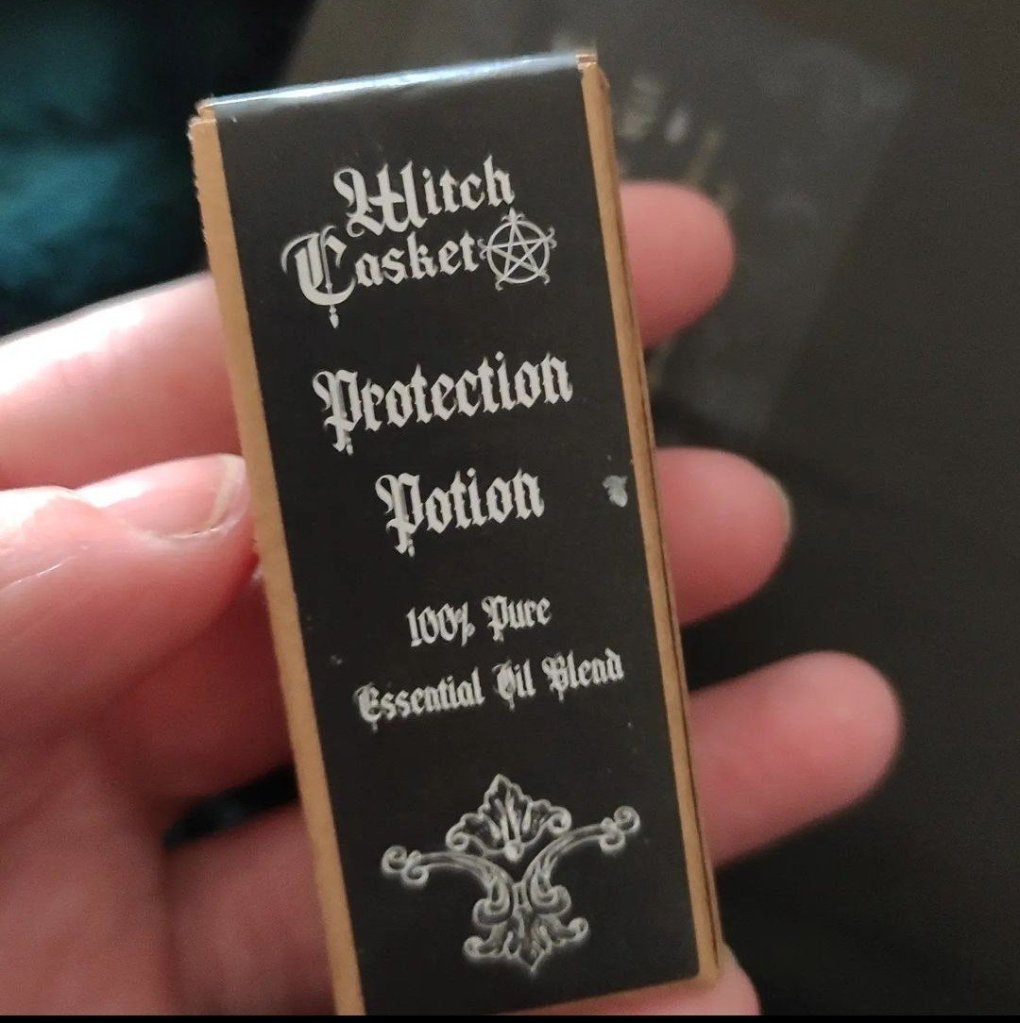 Witch
Casket
Protection
Potion
100% Pure
Essential Oil Blend